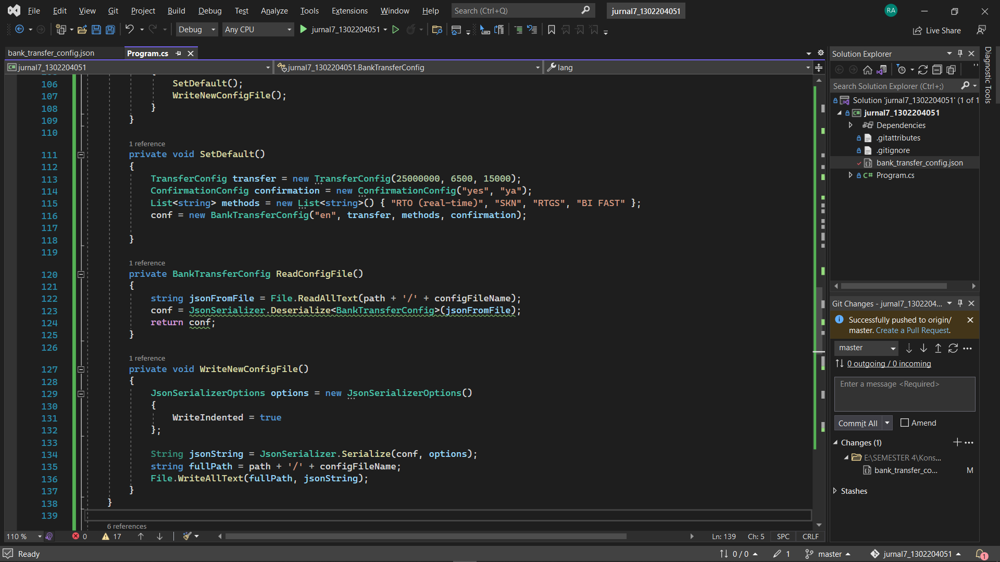 File Edit View Git Project Build Debug Test Analyze Tools Extensions Window Help Search (Ctrl+Q) jurnal7_1302204051 RA
Debug Any CPU jurnal7_1302204051 Live Share
bank_transfer_config.json Program.cs
jurnal7_1302204051 jurnal7_1302204051.BankTransferConfig lang
106 SetDefault();
107 WriteNewConfigFile();
108 }
109 }
110
1 reference
111 private void SetDefault()
112 {
113 TransferConfig transfer = new TransferConfig(25000000, 6500, 15000);
114 ConfirmationConfig confirmation = new ConfirmationConfig("yes", "ya");
115 List<string> methods = new List<string>() { "RTO (real-time)", "SKN", "RTGS", "BI FAST" };
116 conf = new BankTransferConfig("en", transfer, methods, confirmation);
117
118 }
119
1 reference
120 private BankTransferConfig ReadConfigFile()
121 {
122 string jsonFromFile = File.ReadAllText(path + '/' + configFileName);
123 conf = JsonSerializer.Deserialize<BankTransferConfig>(jsonFromFile);
124 return conf;
125 }
126
1 reference
127 private void WriteNewConfigFile()
128 {
129 JsonSerializerOptions options = new JsonSerializerOptions()
130 {
131 WriteIndented = true
132 };
133
134 String jsonString = JsonSerializer.Serialize(conf, options);
135 string fullPath = path + '/' + configFileName;
136 File.WriteAllText(fullPath, jsonString);
137 }
138 }
139
6 references
110 % 0 17 Ln: 139 Ch: 5 SPC CRLF
Solution Explorer
Search Solution Explorer (Ctrl+;)
Solution 'jurnal7_1302204051' (1 of 1
C# jurnal7_1302204051
Dependencies
.gitattributes
.gitignore
bank_transfer_config.json
C# Program.cs
Git Changes - jurnal7_1302204...
Successfully pushed to origin/
master. Create a Pull Request.
master
0 outgoing / 0 incoming
Enter a message <Required>
Commit All Amend
Changes (1)
E:\SEMESTER 4\Kons...
bank_transfer_co... M
Stashes
Diagnostic Tools
Ready 0 / 0 1 master jurnal7_1302204051 1